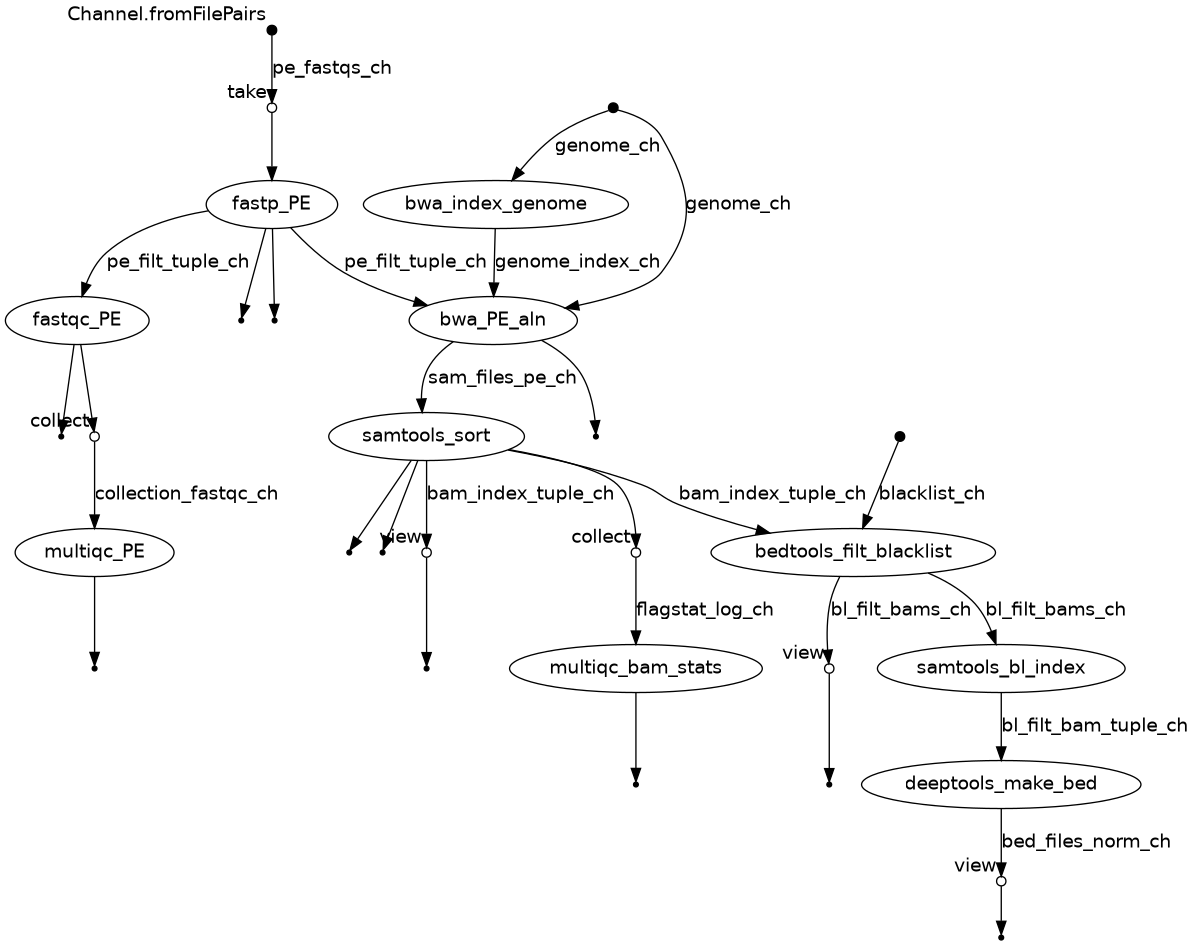 Channel.fromFilePairs
pe_fastqs_ch
take
genome_ch
fastp_PE
bwa_index_genome
genome_ch
pe_filt_tuple_ch
pe_filt_tuple_ch
genome_index_ch
fastqc_PE
bwa_PE_aln
sam_files_pe_ch
collect
samtools_sort
collection_fastqc_ch
bam_index_tuple_ch
bam_index_tuple_ch
blacklist_ch
view
collect
multiqc_PE
bedtools_filt_blacklist
flagstat_log_ch
bl_filt_bams_ch
bl_filt_bams_ch
view
multiqc_bam_stats
samtools_bl_index
bl_filt_bam_tuple_ch
deeptools_make_bed
bed_files_norm_ch
view